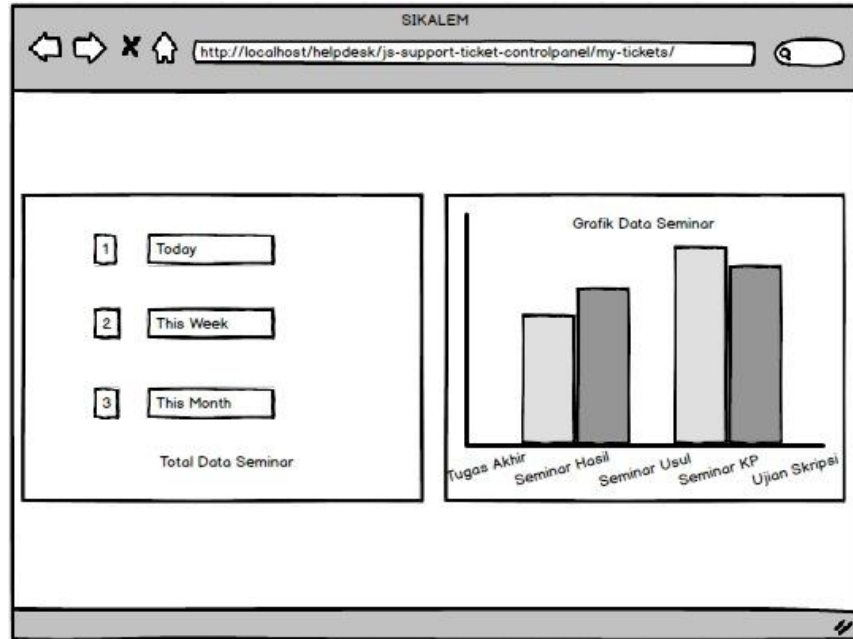 SIKALEM
http://localhost/helpdesk/js-support-ticket-controlpanel/my-tickets/
1 Today
2 This Week
3 This Month
Total Data Seminar
Grafik Data Seminar
Tugas Akhir
Seminar Hasil
Seminar Usul
Seminar KP
Ujian Skripsi